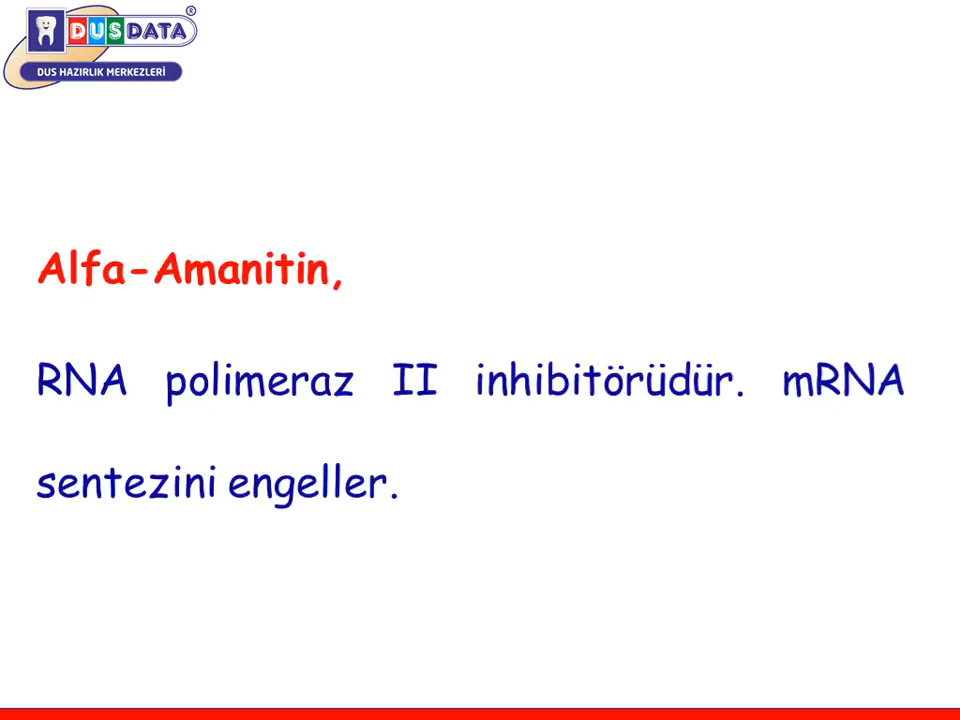 DUSDATA®
DUS HAZIRLIK MERKEZLERİ
Alfa-Amanitin,
RNA polimeraz II inhibitörüdür. mRNA
sentezini engeller.